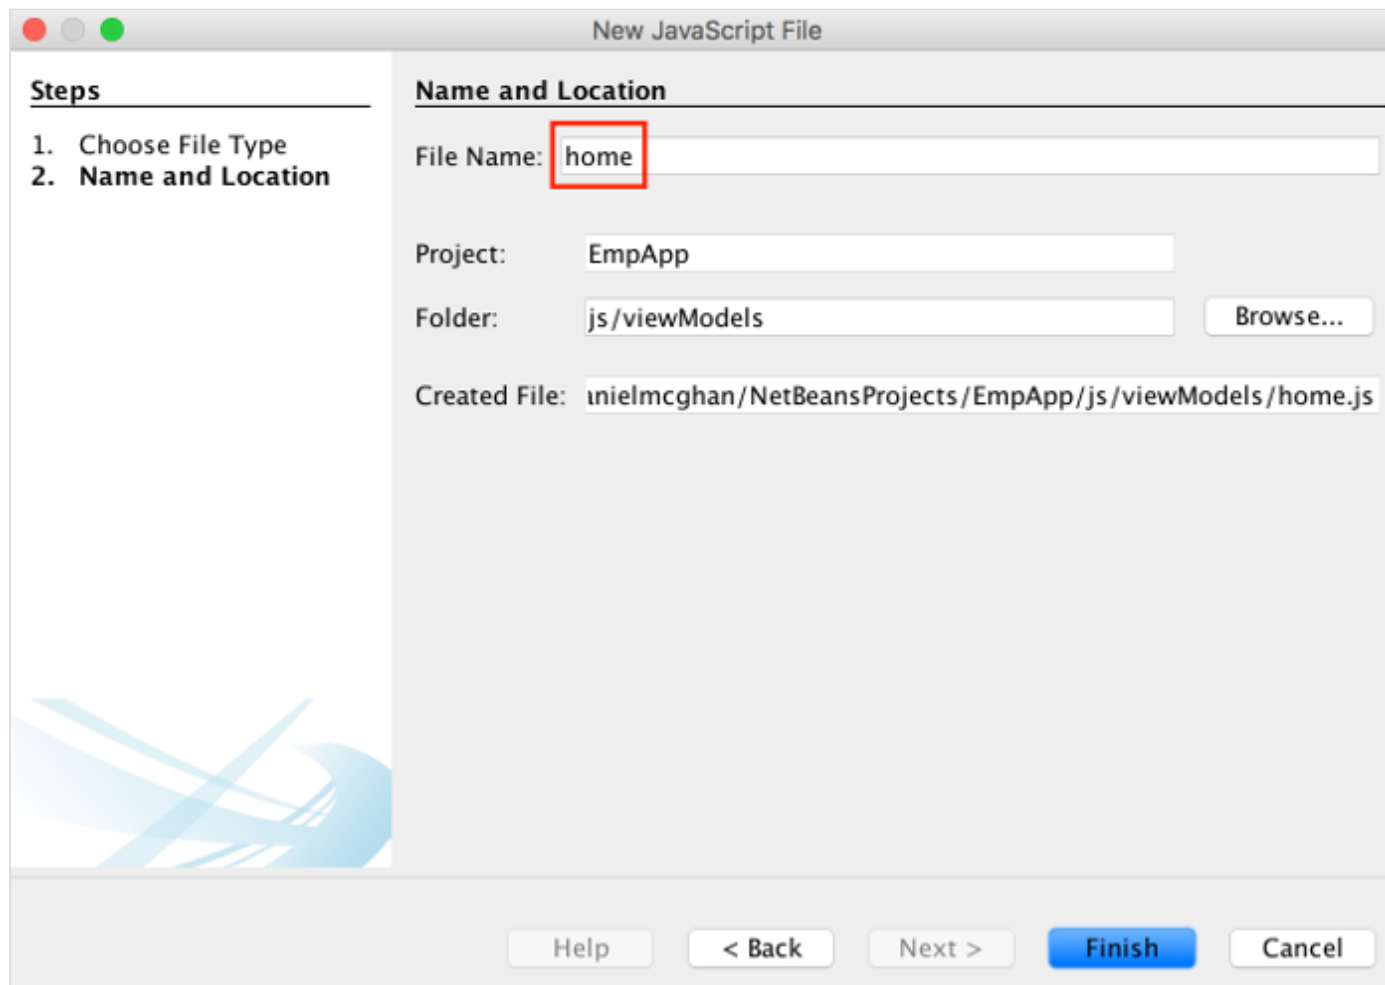 New JavaScript File
Steps
1. Choose File Type
2. Name and Location
Name and Location
File Name: home
Project: EmpApp
Folder: js/viewModels Browse...
Created File: anielmcghan/NetBeansProjects/EmpApp/js/viewModels/home.js
Help < Back Next > Finish Cancel